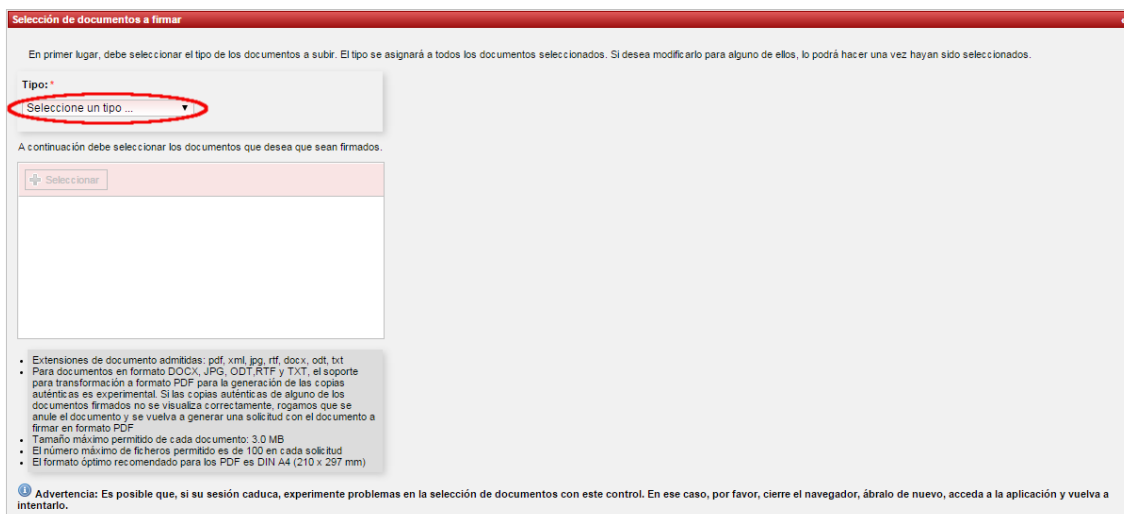 Selección de documentos a firmar
En primer lugar, debe seleccionar el tipo de los documentos a subir. El tipo se asignará a todos los documentos seleccionados. Si desea modificarlo para alguno de ellos, lo podrá hacer una vez hayan sido seleccionados.
Tipo: *
Seleccione un tipo ...
A continuación debe seleccionar los documentos que desea que sean firmados.
Seleccionar
Extensiones de documento admitidas: pdf, xml, jpg, rtf, docx, odt, txt
Para documentos en formato DOCX, JPG, ODT,RTF y TXT, el soporte
para transformación a formato PDF para la generación de las copias
auténticas es experimental. Si las copias auténticas de alguno de los
documentos firmados no se visualiza correctamente, rogamos que se
anule el documento y se vuelva a generar una solicitud con el documento a
firmar en formato PDF
Tamaño máximo permitido de cada documento: 3.0 MB
El número máximo de ficheros permitido es de 100 en cada solicitud
El formato óptimo recomendado para los PDF es DIN A4 (210 x 297 mm)
Advertencia: Es posible que, si su sesión caduca, experimente problemas en la selección de documentos con este control. En ese caso, por favor, cierre el navegador, ábralo de nuevo, acceda a la aplicación y vuelva a
intentarlo.